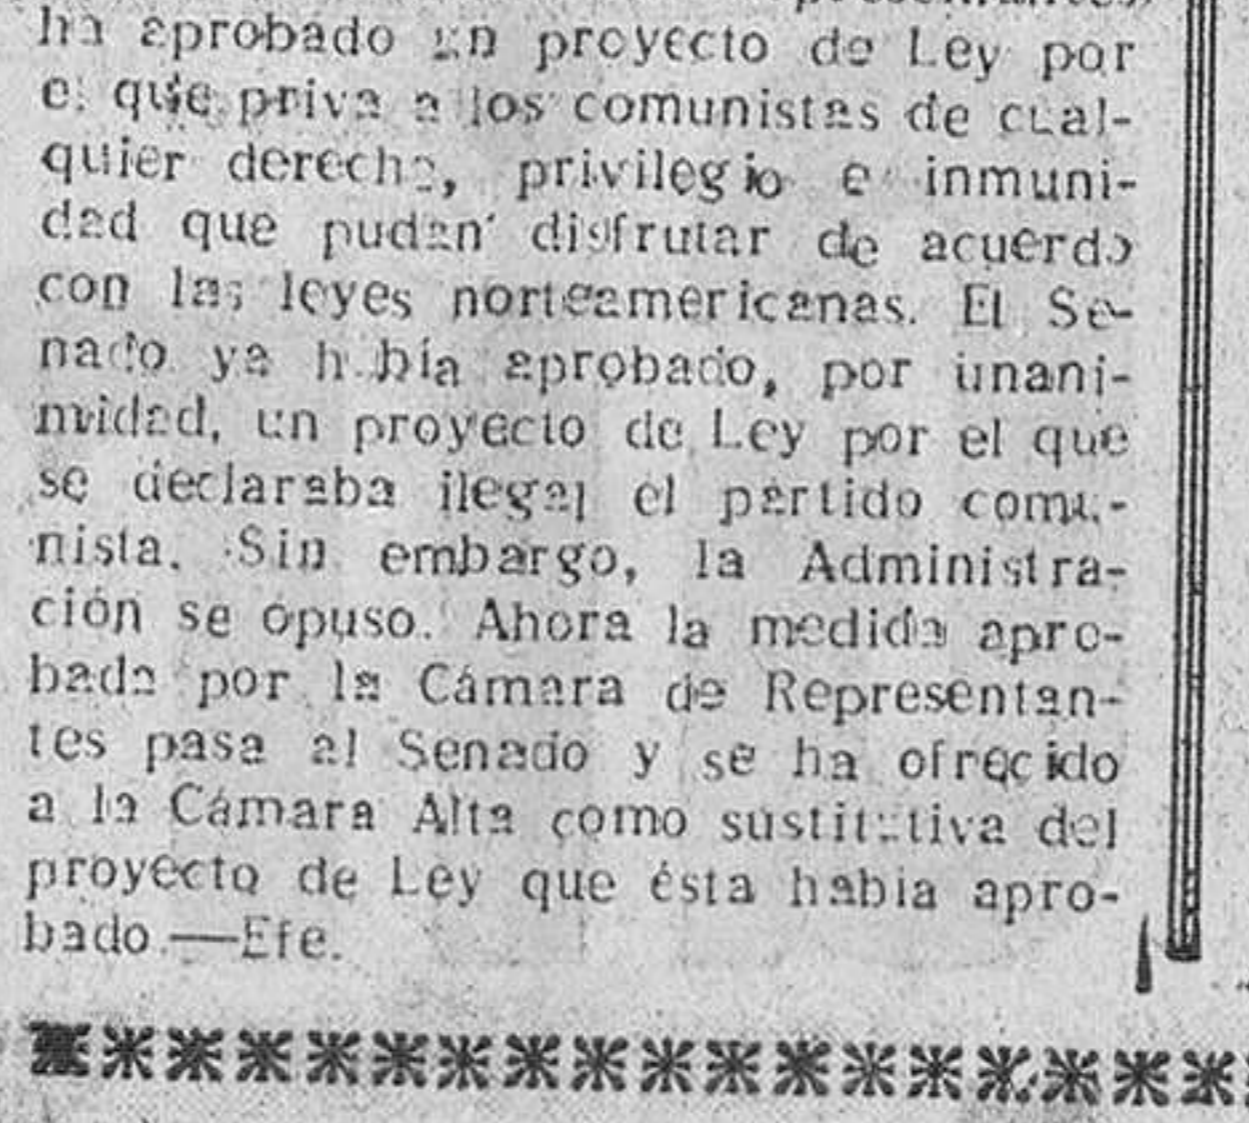 ha aprobado un proyecto de Ley por
el que priva a los comunistas de cual-
quier derecho, privilegio e inmuni-
dad que pudan disfrutar de acuerdo
con las leyes norteamericanas. El Se-
nado ya había aprobado, por unani-
midad, un proyecto de Ley por el que
se declaraba ilegal el partido comu-
nista. Sin embargo, la Administra-
ción se opuso. Ahora la medida apro-
bada por la Cámara de Representan-
tes pasa al Senado y se ha ofrecido
a la Cámara Alta como sustitutiva del
proyecto de Ley que ésta habia apro-
bado.—Efe.